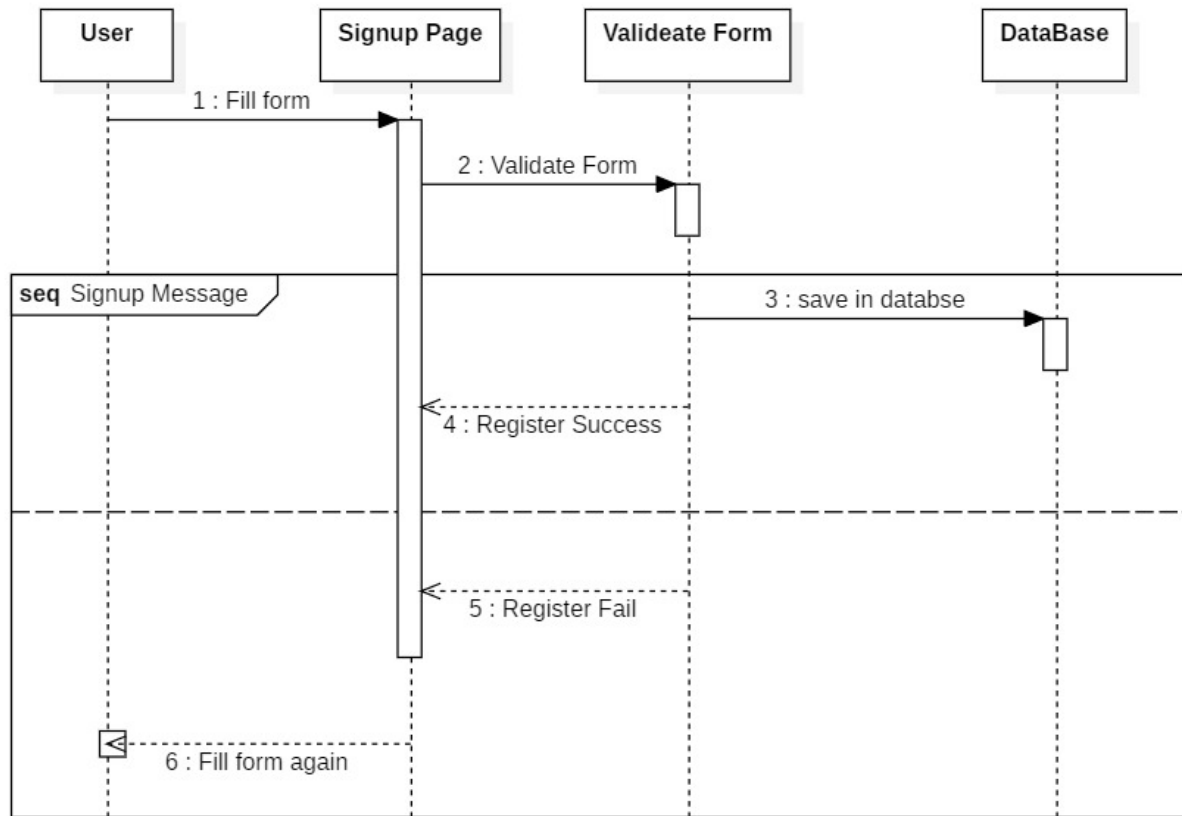 User
Signup Page
Valideate Form
DataBase
1 : Fill form
2 : Validate Form
seq Signup Message
3 : save in databse
4 : Register Success
5 : Register Fail
6 : Fill form again